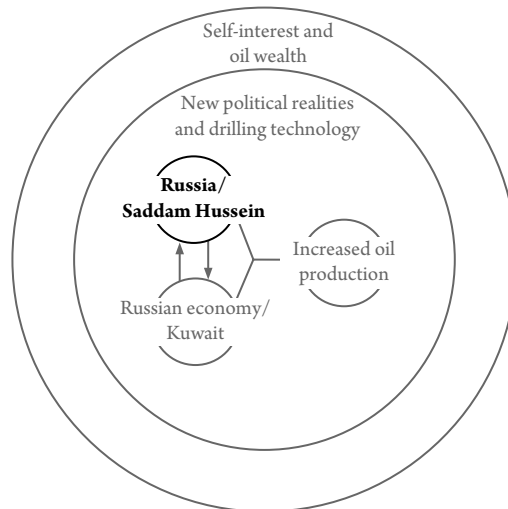 Self-interest and
oil wealth
New political realities
and drilling technology
Russia/
Saddam Hussein
Increased oil
production
Russian economy/
Kuwait